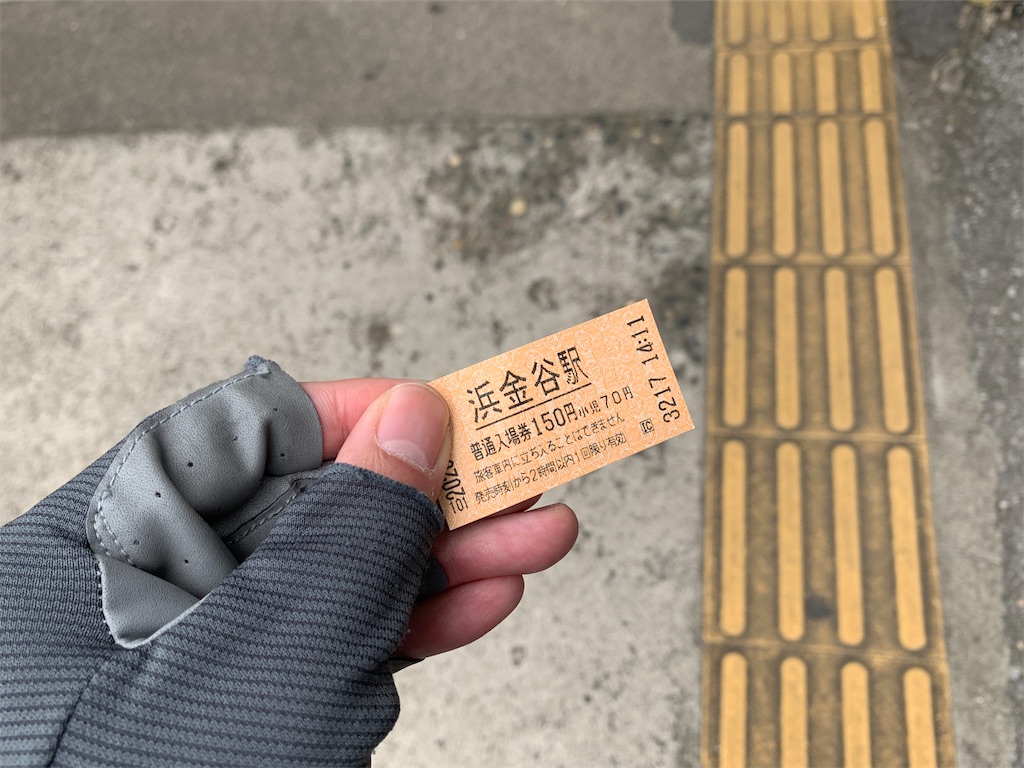 浜金谷駅
普通入場券150円小児70円
旅客車内に立ち入ることはできません
発売時刻から2時間以内1回限り有効
3217 14:11
IC
101